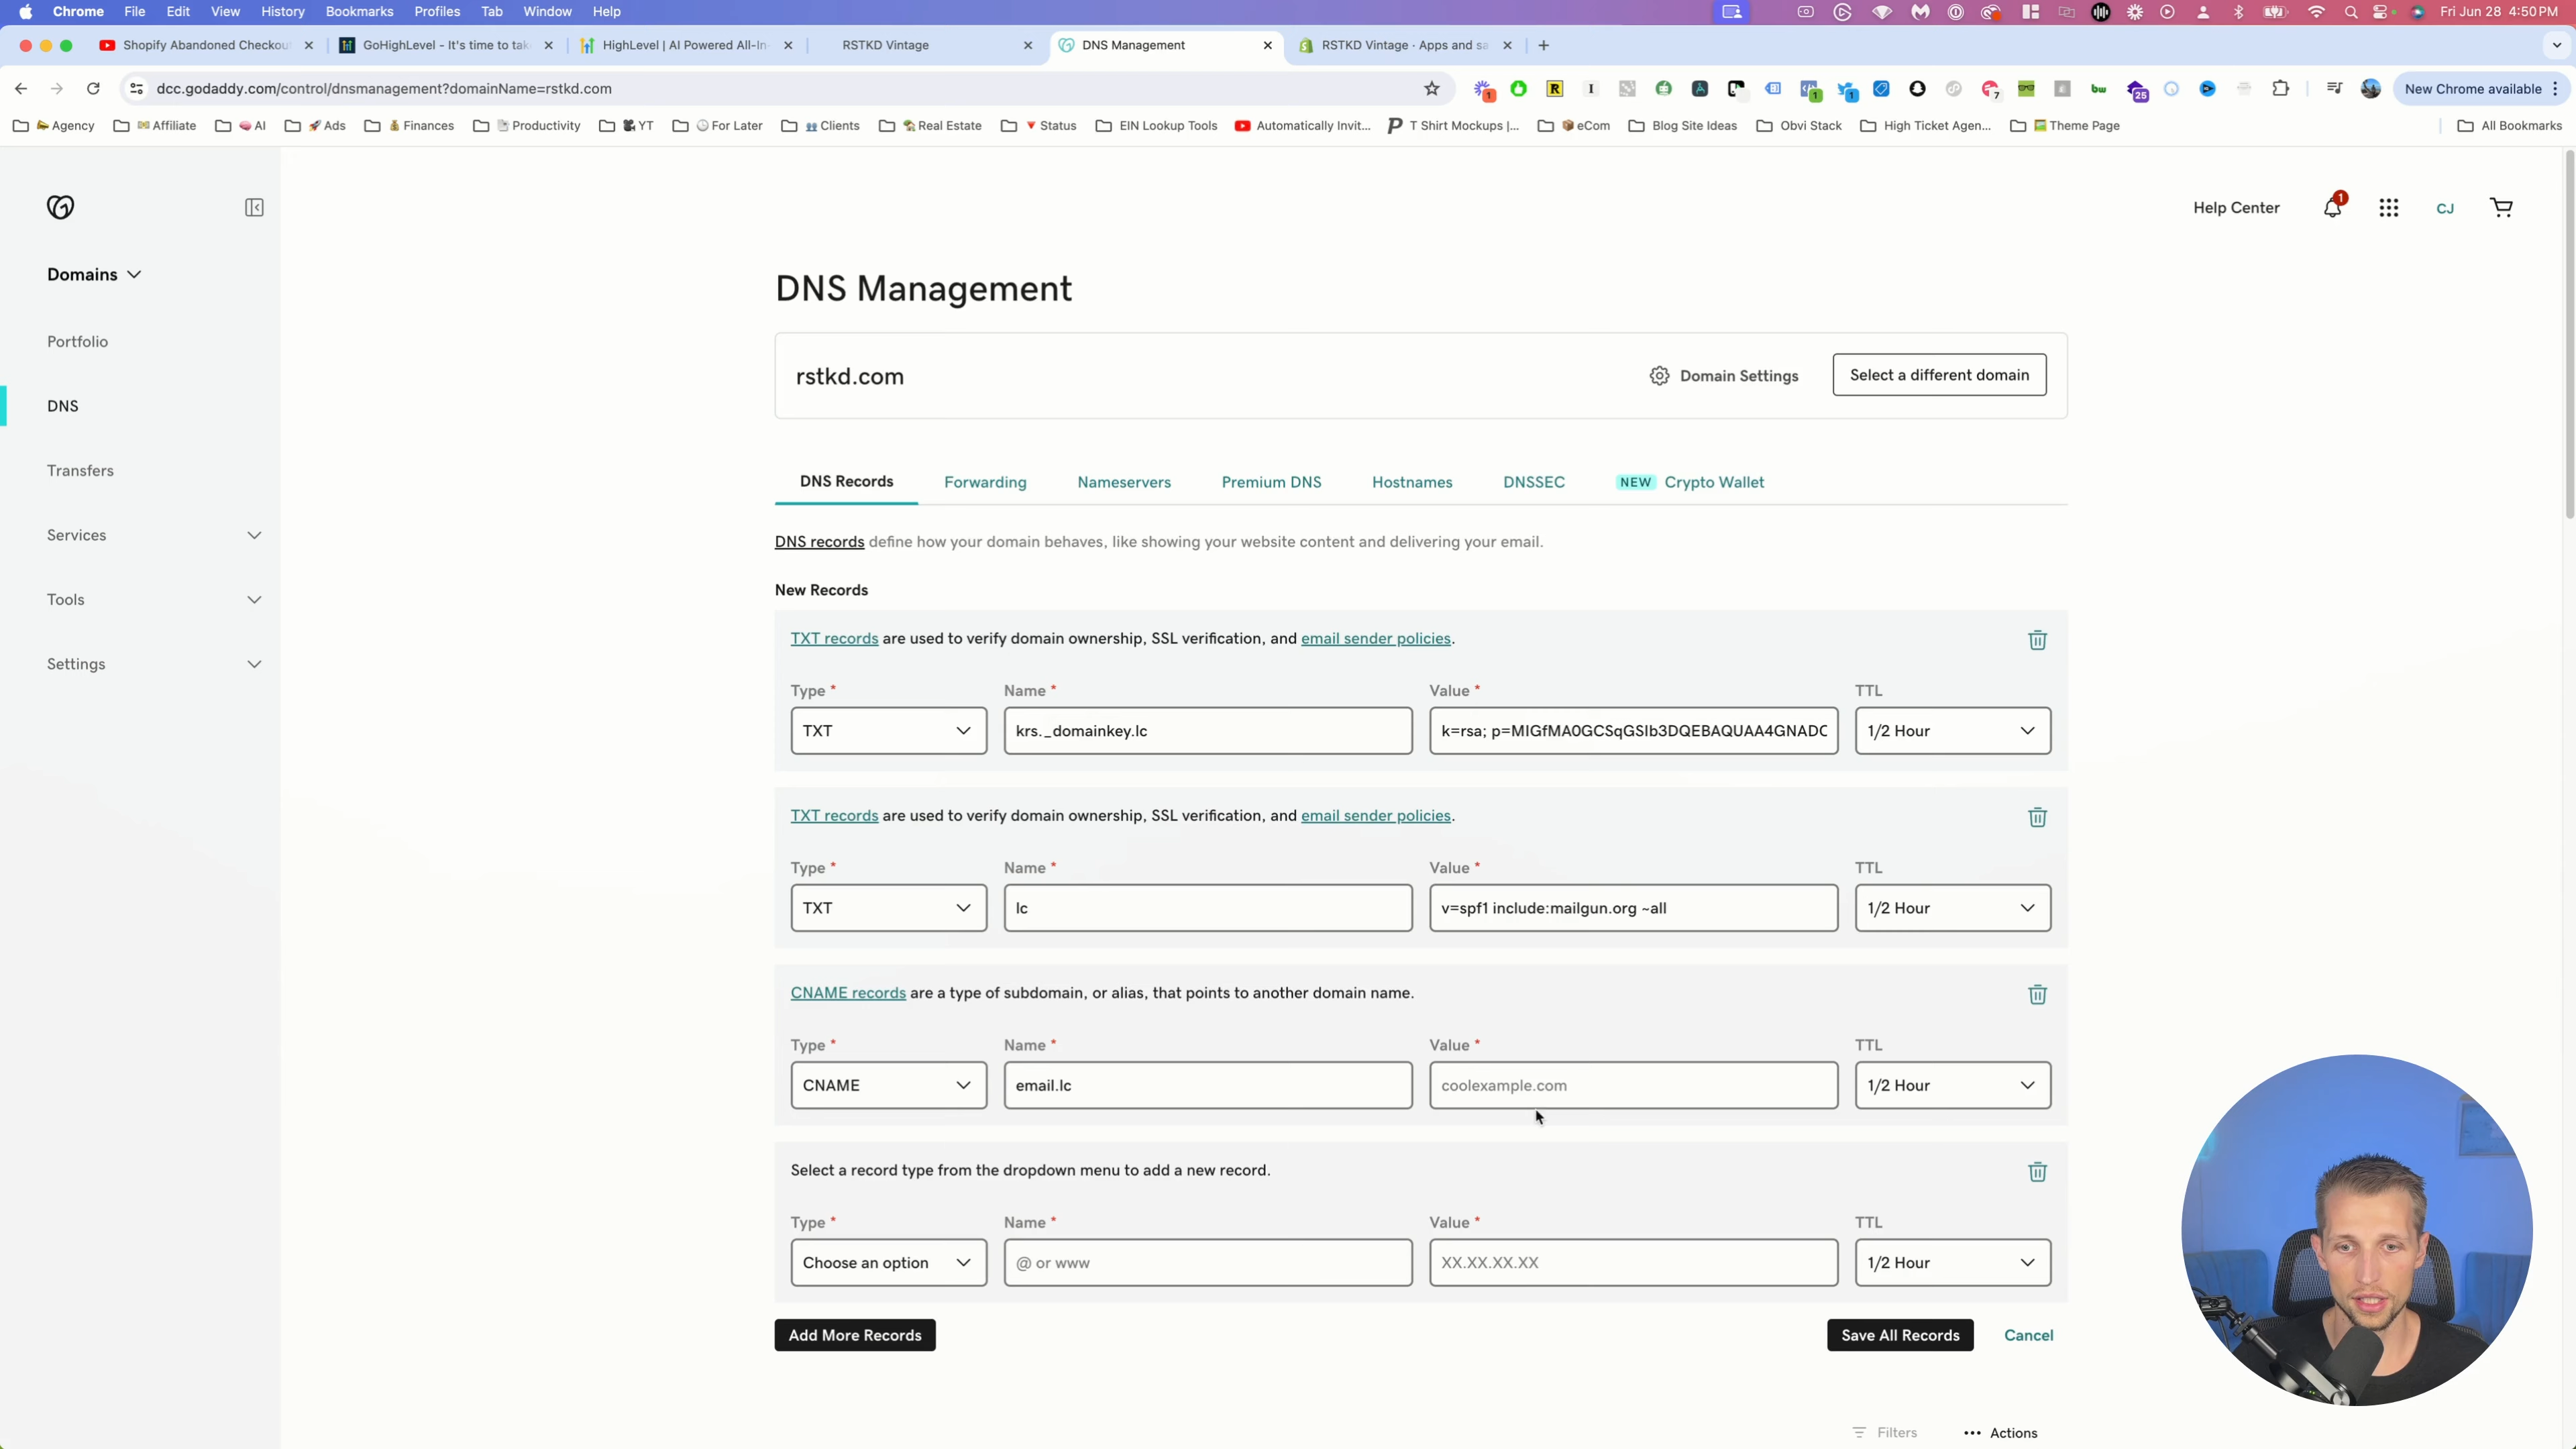 Chrome File Edit View History Bookmarks Profiles Tab Window Help Fri Jun 28 4:50 PM
Shopify Abandoned Checkou GoHighLevel - It's time to tak HighLevel | AI Powered All-In- RSTKD Vintage DNS Management RSTKD Vintage · Apps and sa
dcc.godaddy.com/control/dnsmanagement?domainName=rstkd.com New Chrome available
Agency Affiliate AI Ads Finances Productivity YT For Later Clients Real Estate Status EIN Lookup Tools Automatically Invit... T Shirt Mockups |... eCom Blog Site Ideas Obvi Stack High Ticket Agen... Theme Page All Bookmarks
Help Center 1 CJ
Domains
Portfolio
DNS
Transfers
Services
Tools
Settings
DNS Management
rstkd.com Domain Settings Select a different domain
DNS Records Forwarding Nameservers Premium DNS Hostnames DNSSEC NEW Crypto Wallet
DNS records define how your domain behaves, like showing your website content and delivering your email.
New Records
TXT records are used to verify domain ownership, SSL verification, and email sender policies.
Type * Name * Value * TTL
TXT krs._domainkey.lc k=rsa; p=MIGfMA0GCSqGSIb3DQEBAQUAA4GNADC 1/2 Hour
TXT records are used to verify domain ownership, SSL verification, and email sender policies.
Type * Name * Value * TTL
TXT lc v=spf1 include:mailgun.org ~all 1/2 Hour
CNAME records are a type of subdomain, or alias, that points to another domain name.
Type * Name * Value * TTL
CNAME email.lc coolexample.com 1/2 Hour
Select a record type from the dropdown menu to add a new record.
Type * Name * Value * TTL
Choose an option @ or www XX.XX.XX.XX 1/2 Hour
Add More Records Save All Records Cancel
Filters Actions